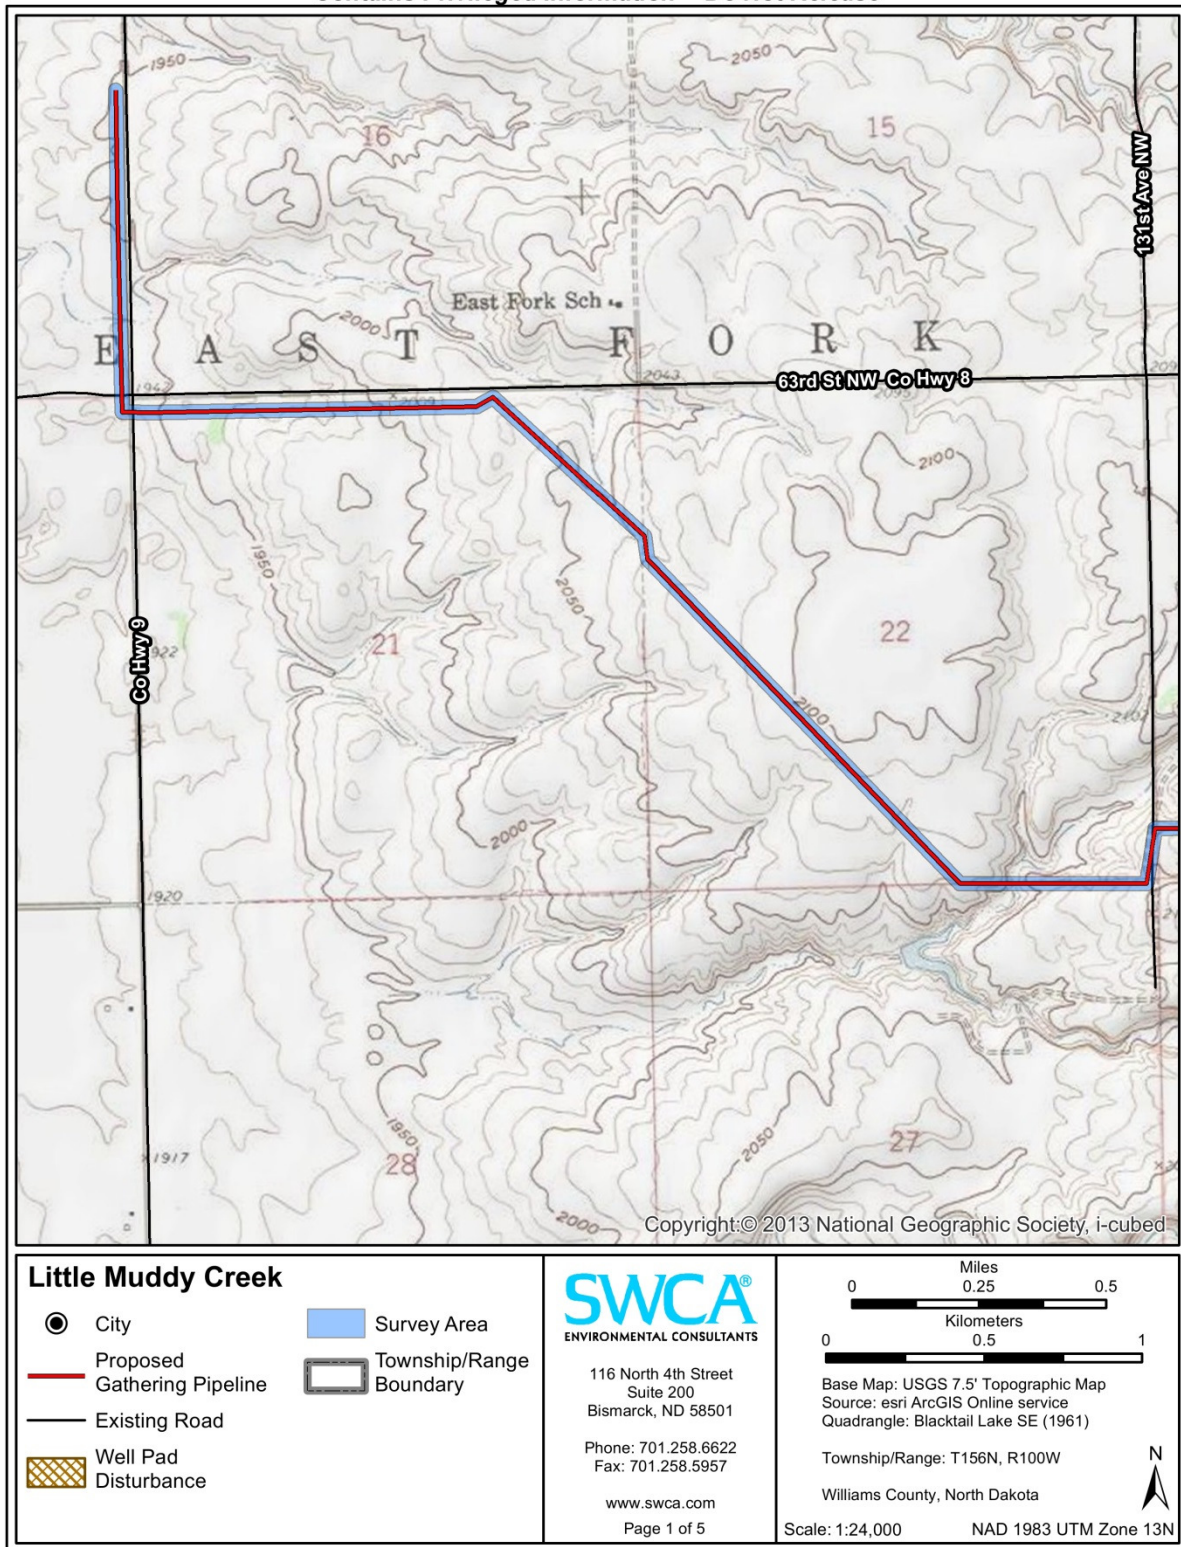 1950
2050
16
15
131st Ave NW
East Fork Sch
2000
E A S T F O R K
1942
2043
63rd St NW-Co Hwy 8
2095
2100
1950
2050
21
22
Co Hwy 9
1922
2100
2107
2000
1920
1950
28
2050
27
1917
2000
Copyright:© 2013 National Geographic Society, i-cubed
Little Muddy Creek
City
Proposed
Gathering Pipeline
Existing Road
Well Pad
Disturbance
Survey Area
Township/Range
Boundary
SWCA®
ENVIRONMENTAL CONSULTANTS
116 North 4th Street
Suite 200
Bismarck, ND 58501
Phone: 701.258.6622
Fax: 701.258.5957
www.swca.com
Page 1 of 5
Miles
0 0.25 0.5
Kilometers
0 0.5 1
Base Map: USGS 7.5' Topographic Map
Source: esri ArcGIS Online service
Quadrangle: Blacktail Lake SE (1961)
Township/Range: T156N, R100W
Williams County, North Dakota
N
Scale: 1:24,000 NAD 1983 UTM Zone 13N